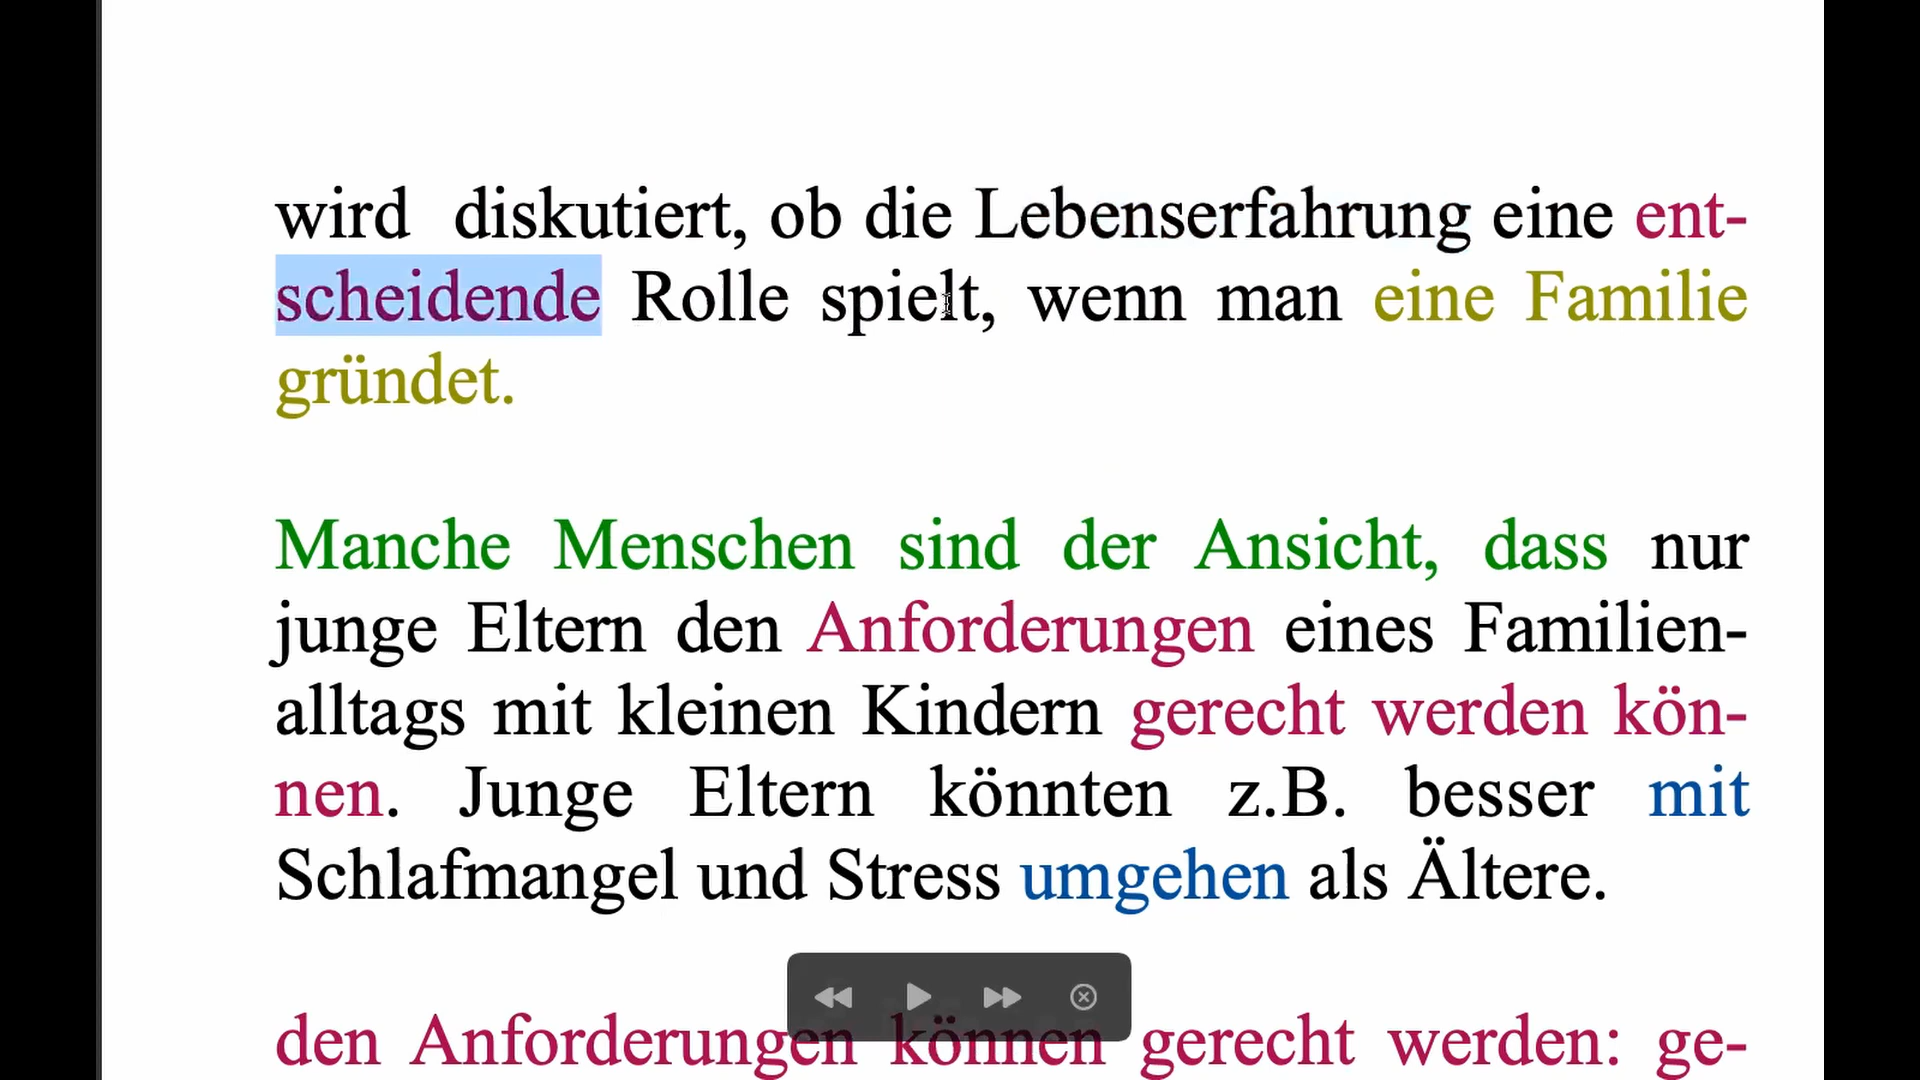 wird diskutiert, ob die Lebenserfahrung eine ent-
scheidende Rolle spielt, wenn man eine Familie
gründet.
Manche Menschen sind der Ansicht, dass nur
junge Eltern den Anforderungen eines Familien-
alltags mit kleinen Kindern gerecht werden kön-
nen. Junge Eltern könnten z.B. besser mit
Schlafmangel und Stress umgehen als Ältere.
den Anforderungen können gerecht werden: ge-